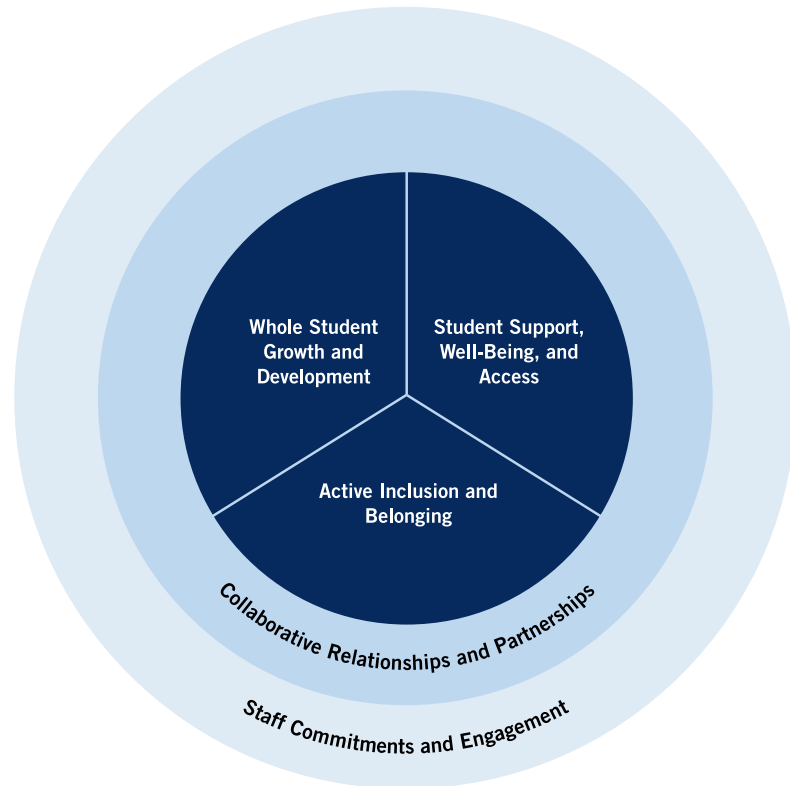 Whole Student
Growth and
Development
Student Support,
Well-Being, and
Access
Active Inclusion and
Belonging
Collaborative Relationships and Partnerships
Staff Commitments and Engagement